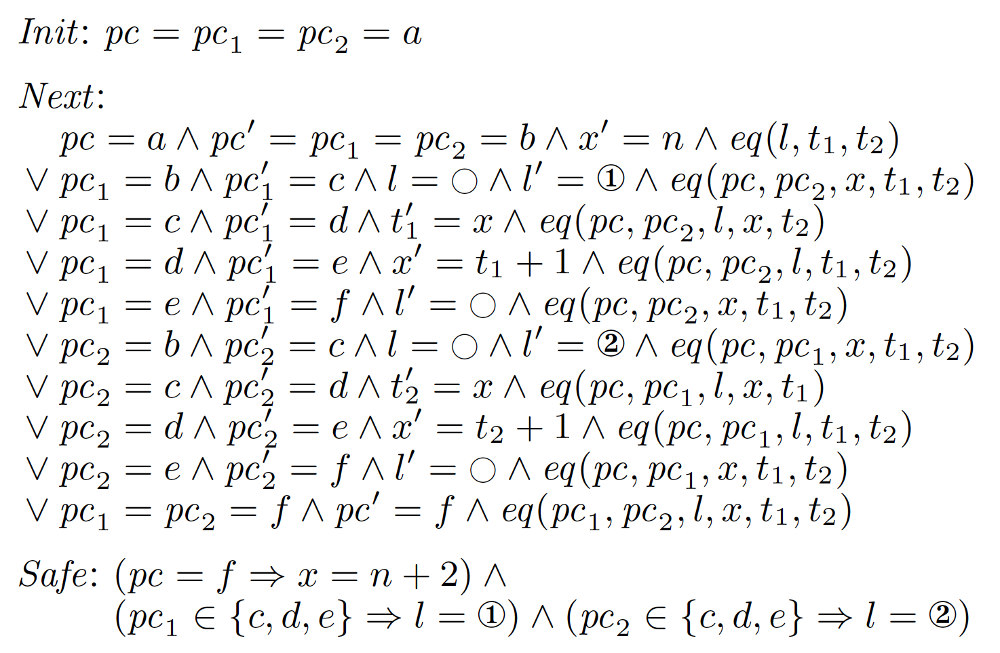 Init: pc = pc₁ = pc₂ = a
Next:
pc = a ∧ pc′ = pc₁ = pc₂ = b ∧ x′ = n ∧ eq(l, t₁, t₂)
∨ pc₁ = b ∧ pc₁′ = c ∧ l = ○ ∧ l′ = ① ∧ eq(pc, pc₂, x, t₁, t₂)
∨ pc₁ = c ∧ pc₁′ = d ∧ t₁′ = x ∧ eq(pc, pc₂, l, x, t₂)
∨ pc₁ = d ∧ pc₁′ = e ∧ x′ = t₁ + 1 ∧ eq(pc, pc₂, l, t₁, t₂)
∨ pc₁ = e ∧ pc₁′ = f ∧ l′ = ○ ∧ eq(pc, pc₂, x, t₁, t₂)
∨ pc₂ = b ∧ pc₂′ = c ∧ l = ○ ∧ l′ = ② ∧ eq(pc, pc₁, x, t₁, t₂)
∨ pc₂ = c ∧ pc₂′ = d ∧ t₂′ = x ∧ eq(pc, pc₁, l, x, t₁)
∨ pc₂ = d ∧ pc₂′ = e ∧ x′ = t₂ + 1 ∧ eq(pc, pc₁, l, t₁, t₂)
∨ pc₂ = e ∧ pc₂′ = f ∧ l′ = ○ ∧ eq(pc, pc₁, x, t₁, t₂)
∨ pc₁ = pc₂ = f ∧ pc′ = f ∧ eq(pc₁, pc₂, l, x, t₁, t₂)
Safe: (pc = f ⇒ x = n + 2) ∧
(pc₁ ∈ {c, d, e} ⇒ l = ①) ∧ (pc₂ ∈ {c, d, e} ⇒ l = ②)